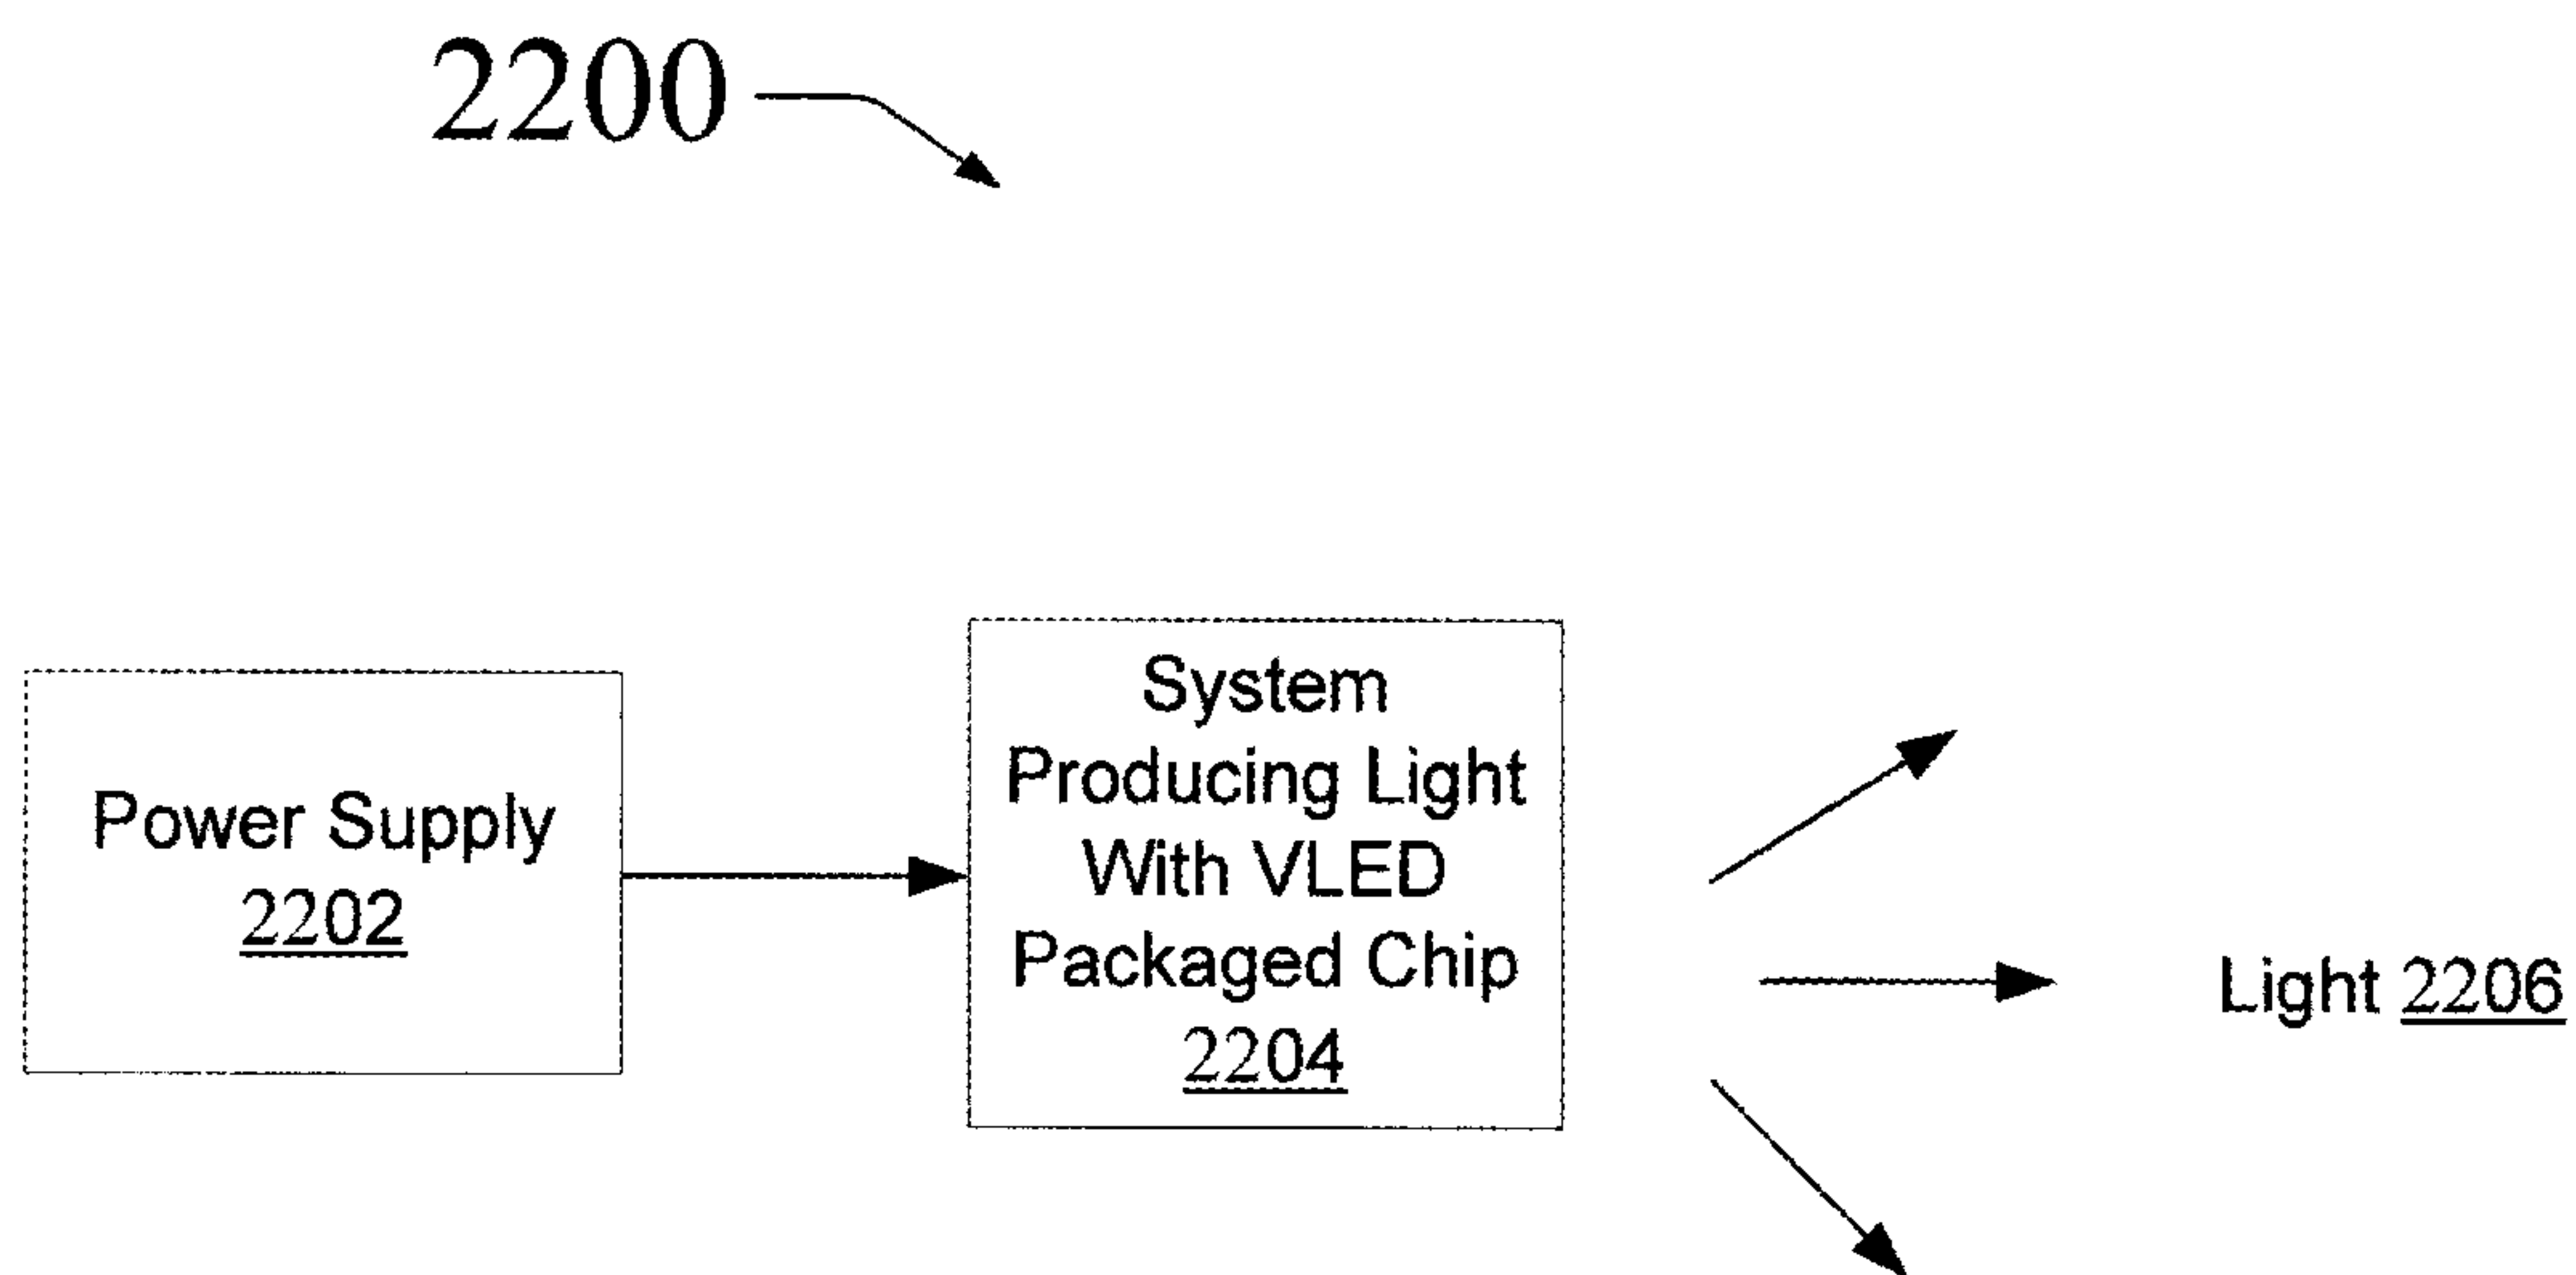 2200
Power Supply
2202
System
Producing Light
With VLED
Packaged Chip
2204
Light 2206